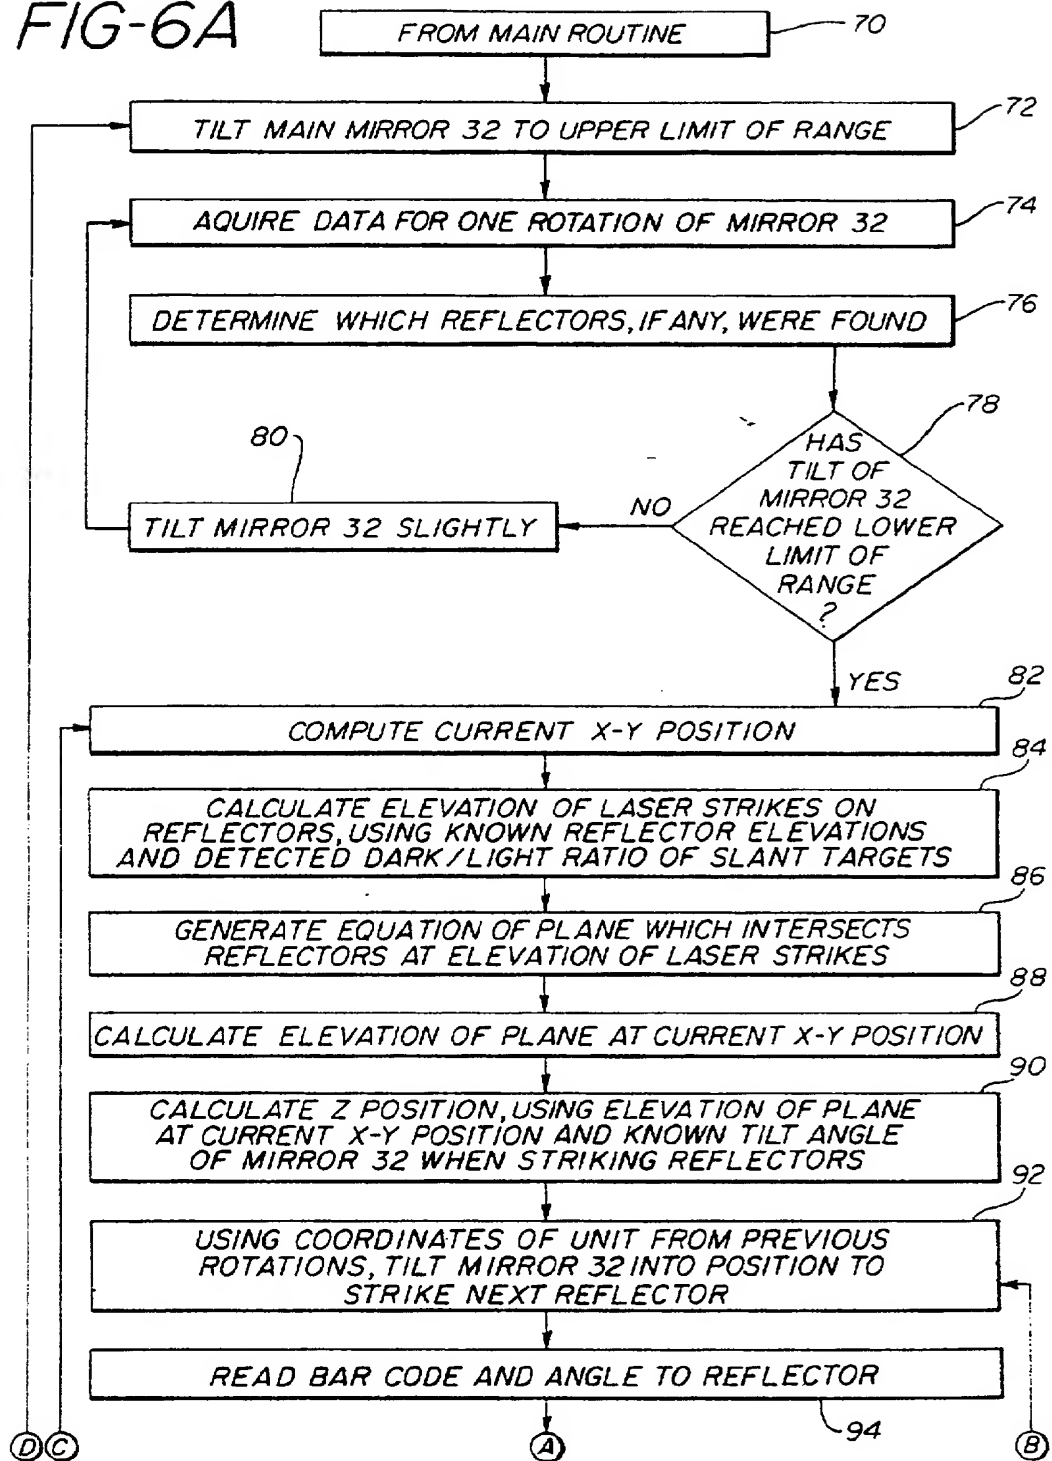 FIG-6A
FROM MAIN ROUTINE
70
TILT MAIN MIRROR 32 TO UPPER LIMIT OF RANGE
72
AQUIRE DATA FOR ONE ROTATION OF MIRROR 32
74
DETERMINE WHICH REFLECTORS, IF ANY, WERE FOUND
76
78
HAS
TILT OF
MIRROR 32
REACHED LOWER
LIMIT OF
RANGE
?
NO
80
TILT MIRROR 32 SLIGHTLY
YES
82
COMPUTE CURRENT X-Y POSITION
84
CALCULATE ELEVATION OF LASER STRIKES ON
REFLECTORS, USING KNOWN REFLECTOR ELEVATIONS
AND DETECTED DARK/LIGHT RATIO OF SLANT TARGETS
86
GENERATE EQUATION OF PLANE WHICH INTERSECTS
REFLECTORS AT ELEVATION OF LASER STRIKES
88
CALCULATE ELEVATION OF PLANE AT CURRENT X-Y POSITION
90
CALCULATE Z POSITION, USING ELEVATION OF PLANE
AT CURRENT X-Y POSITION AND KNOWN TILT ANGLE
OF MIRROR 32 WHEN STRIKING REFLECTORS
92
USING COORDINATES OF UNIT FROM PREVIOUS
ROTATIONS, TILT MIRROR 32 INTO POSITION TO
STRIKE NEXT REFLECTOR
READ BAR CODE AND ANGLE TO REFLECTOR
94
D C A B